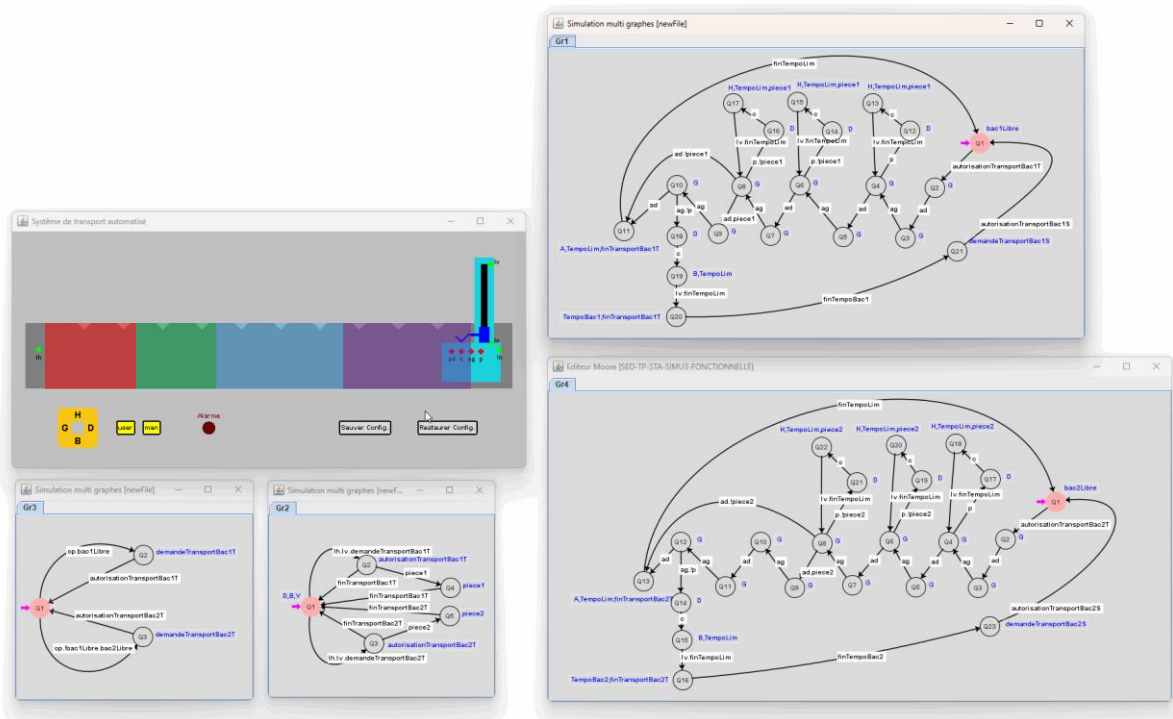 Simulation multi graphes [newFile]
Gr1
finTempoLim
H,TempoLim,piece1
H,TempoLim,piece1
H,TempoLim,piece1
Q17
Q15
Q13
c
c
c
Q16
D
Q14
D
Q12
D
bac1Libre
lv.finTempoLim
lv.finTempoLim
lv.finTempoLim
Q1
ad.!piece1
p.!piece1
p.!piece1
p
autorisationTransportBac1T
Q10
G
Q8
G
Q6
G
Q4
G
Q2
G
ad
ag.!p
ag
ad.piece1
ag
ad
ag
ad
ag
ad
Q11
Q18
D
Q9
G
Q7
G
Q5
G
Q3
G
autorisationTransportBac1S
A,TempoLim,finTransportBac1T
c
demandeTransportBac1S
Q21
Q19
B,TempoLim
lv.finTempoLim
finTempoBac1
TempoBac1,finTransportBac1T
Q20
Système de transport automatisé
lv
lh
lv
ad
c
ag
p
lh
H
G
D
B
user
man
Alarme
Sauver Config.
Restaurer Config.
Editeur Moore [SED-TP-STA-SIMU3-FONCTIONNELLE]
Gr4
finTempoLim
H,TempoLim,piece2
H,TempoLim,piece2
H,TempoLim,piece2
Q22
Q20
Q18
c
c
c
Q21
D
Q19
D
Q17
D
bac2Libre
lv.finTempoLim
lv.finTempoLim
lv.finTempoLim
Q1
ad.!piece2
p.!piece2
p.!piece2
p
autorisationTransportBac2T
Q12
G
Q10
G
Q8
G
Q6
G
Q4
G
Q2
G
ad
ag.!p
ag
ad
ag
ad.piece2
ag
ad
ag
ad
ag
ad
Q13
Q11
G
Q9
G
Q7
G
Q5
G
Q3
G
A,TempoLim,finTransportBac2T
Q14
D
autorisationTransportBac2S
c
Q23
demandeTransportBac2S
Q15
B,TempoLim
lv.finTempoLim
finTempoBac2
TempoBac2,finTransportBac2T
Q16
Simulation multi graphes [newFile]
Gr3
op.bac1Libre
Q2
demandeTransportBac1T
autorisationTransportBac1T
Q1
autorisationTransportBac2T
Q3
demandeTransportBac2T
op.!bac1Libre.bac2Libre
Simulation multi graphes [newF...
Gr2
lh.lv.demandeTransportBac1T
Q2
autorisationTransportBac1T
piece1
finTransportBac1T
Q4
piece1
D,B,V
finTransportBac1T
Q1
finTransportBac2T
Q5
piece2
finTransportBac2T
piece2
Q3
autorisationTransportBac2T
lh.lv.demandeTransportBac2T